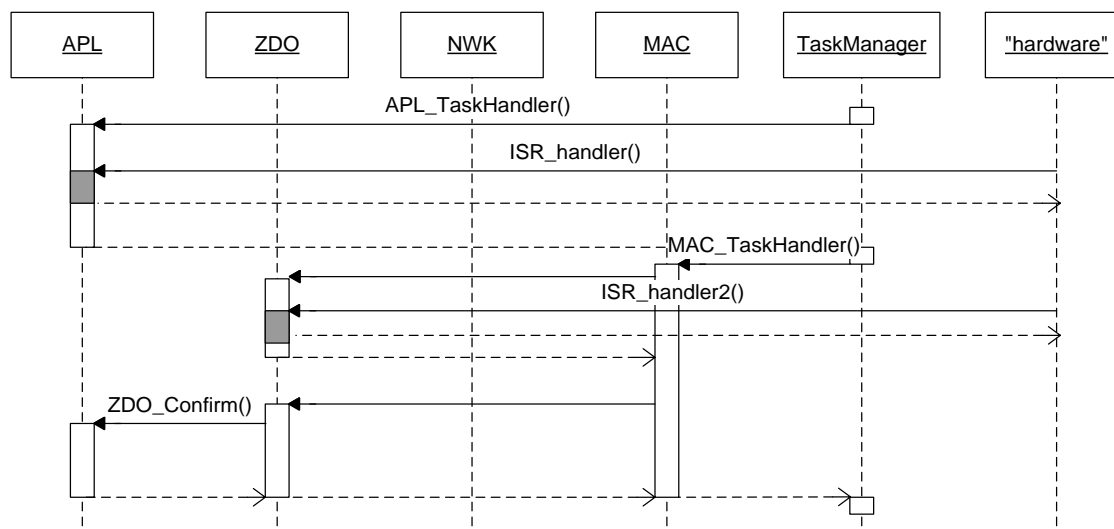 APL ZDO NWK MAC TaskManager "hardware"
APL_TaskHandler()
ISR_handler()
MAC_TaskHandler()
ISR_handler2()
ZDO_Confirm()